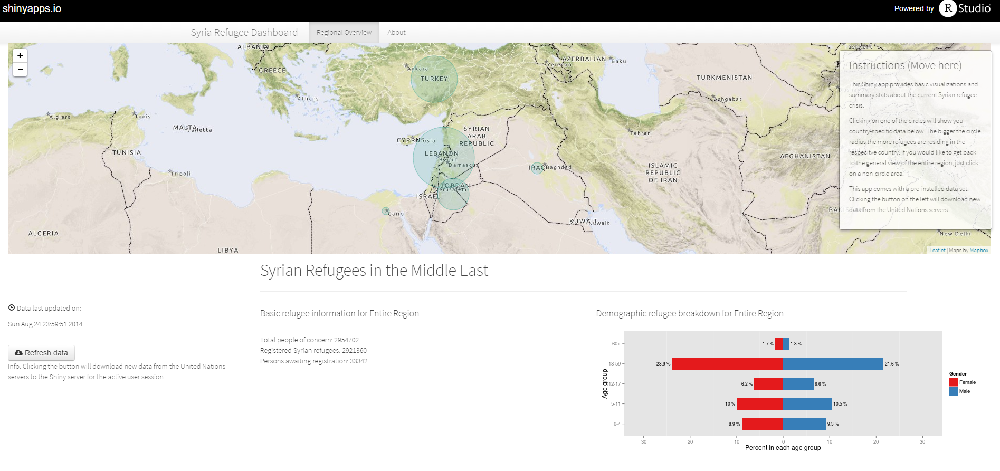 shinyapps.io
Powered by R Studio
Syria Refugee Dashboard
Regional Overview
About
+
−
ALBANIA
GREECE
Athens
Ankara
TURKEY
AZERBAIJAN
Yerevan
Baku
TURKMENISTAN
Ashgabat
Tashkent
Algiers
Tunis
MALTA
Valletta
TUNISIA
Tripoli
CYPRUS
SYRIAN
ARAB
REPUBLIC
LEBANON
Beirut
Damascus
IRAQ
Baghdad
Tehran
ISLAMIC
REPUBLIC
OF IRAN
AFGHANISTAN
JORDAN
Jerusalem
ISRAEL
Cairo
KUWAIT
Kuwait
ALGERIA
LIBYA
New Delhi
Instructions (Move here)
This Shiny app provides basic visualizations and
summary stats about the current Syrian refugee
crisis.
Clicking on one of the circles will show you
country-specific data below. The bigger the circle
radius the more refugees are residing in the
respecitve country. If you would like to get back
to the general view of the entire region, just click
on a non-circle area.
This app comes with a pre-installed data set.
Clicking the button on the left will download new
data from the United Nations servers.
Leaflet | Maps by Mapbox
Syrian Refugees in the Middle East
Data last updated on:
Sun Aug 24 23:59:51 2014
Refresh data
Info: Clicking the button will download new data from the United Nations
servers to the Shiny server for the active user session.
Basic refugee information for Entire Region
Total people of concern: 2954702
Registered Syrian refugees: 2921360
Persons awaiting registration: 33342
Demographic refugee breakdown for Entire Region
Age group
60+
1.7 %
1.3 %
18-59
23.9 %
21.6 %
12-17
6.2 %
6.6 %
5-11
10 %
10.5 %
0-4
8.9 %
9.3 %
30 20 10 0 10 20 30
Percent in each age group
Gender
Female
Male